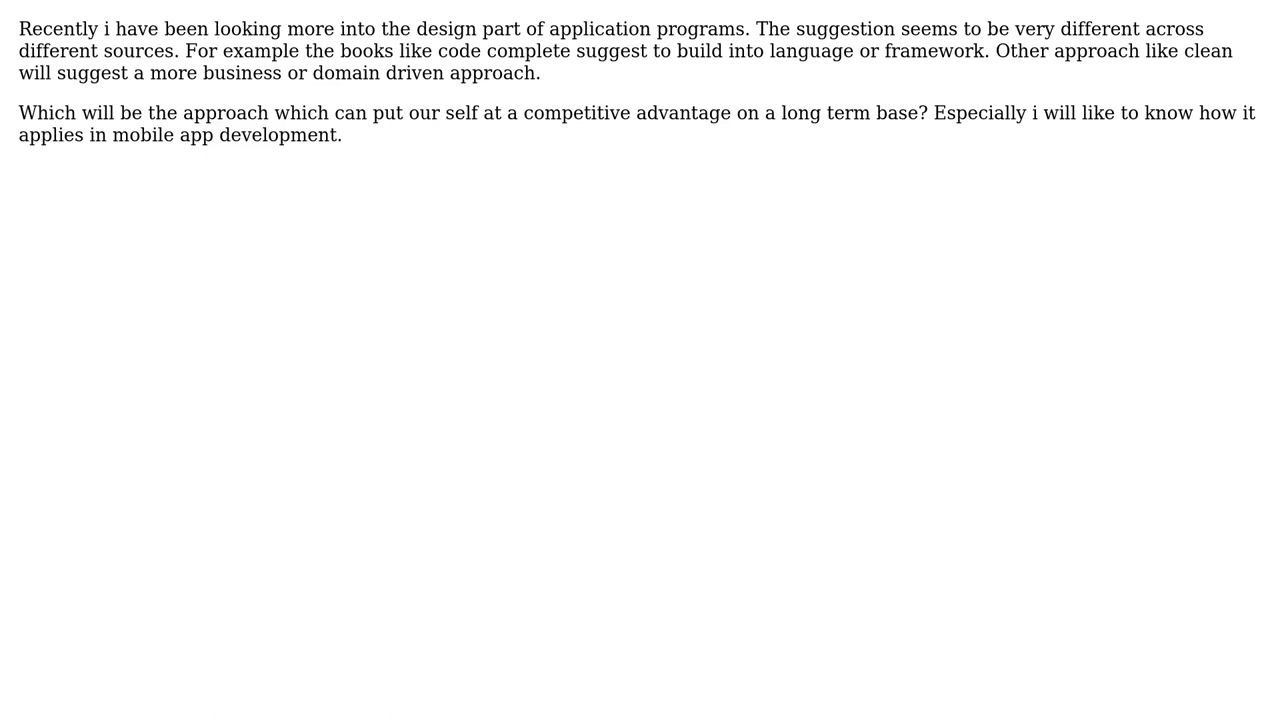 Recently i have been looking more into the design part of application programs. The suggestion seems to be very different across
different sources. For example the books like code complete suggest to build into language or framework. Other approach like clean
will suggest a more business or domain driven approach.
Which will be the approach which can put our self at a competitive advantage on a long term base? Especially i will like to know how it
applies in mobile app development.